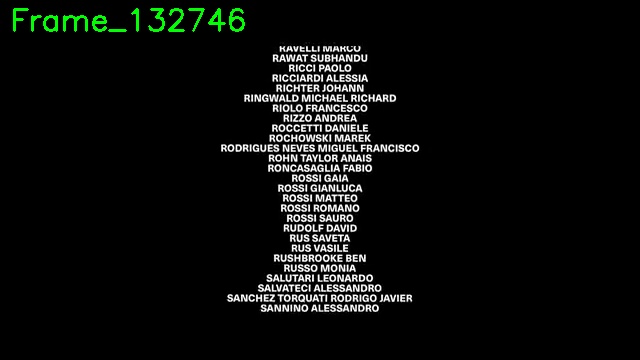 Frame_132746
RAVELLI MARCO
RAWAT SUBHANDU
RICCI PAOLO
RICCIARDI ALESSIA
RICHTER JOHANN
RINGWALD MICHAEL RICHARD
RIOLO FRANCESCO
RIZZO ANDREA
ROCCETTI DANIELE
ROCHOWSKI MAREK
RODRIGUES NEVES MIGUEL FRANCISCO
ROHN TAYLOR ANAIS
RONCASAGLIA FABIO
ROSSI GAIA
ROSSI GIANLUCA
ROSSI MATTEO
ROSSI ROMANO
ROSSI SAURO
RUDOLF DAVID
RUS SAVETA
RUS VASILE
RUSHBROOKE BEN
RUSSO MONIA
SALUTARI LEONARDO
SALVATECI ALESSANDRO
SANCHEZ TORQUATI RODRIGO JAVIER
SANNINO ALESSANDRO